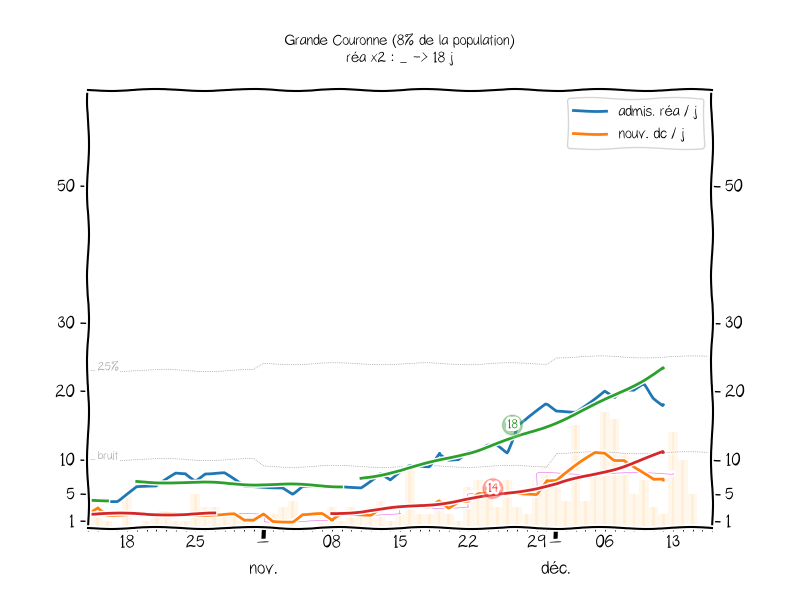 Grande Couronne (8% de la population)
réa x2 : _ -> 18 j
admis. réa / j
nouv. dc / j
50 50
30 30
25%
20 20
18
bruit
10 10
14
5 5
1 1
18 25 – 08 15 22 29 – 06 13
nov. déc.